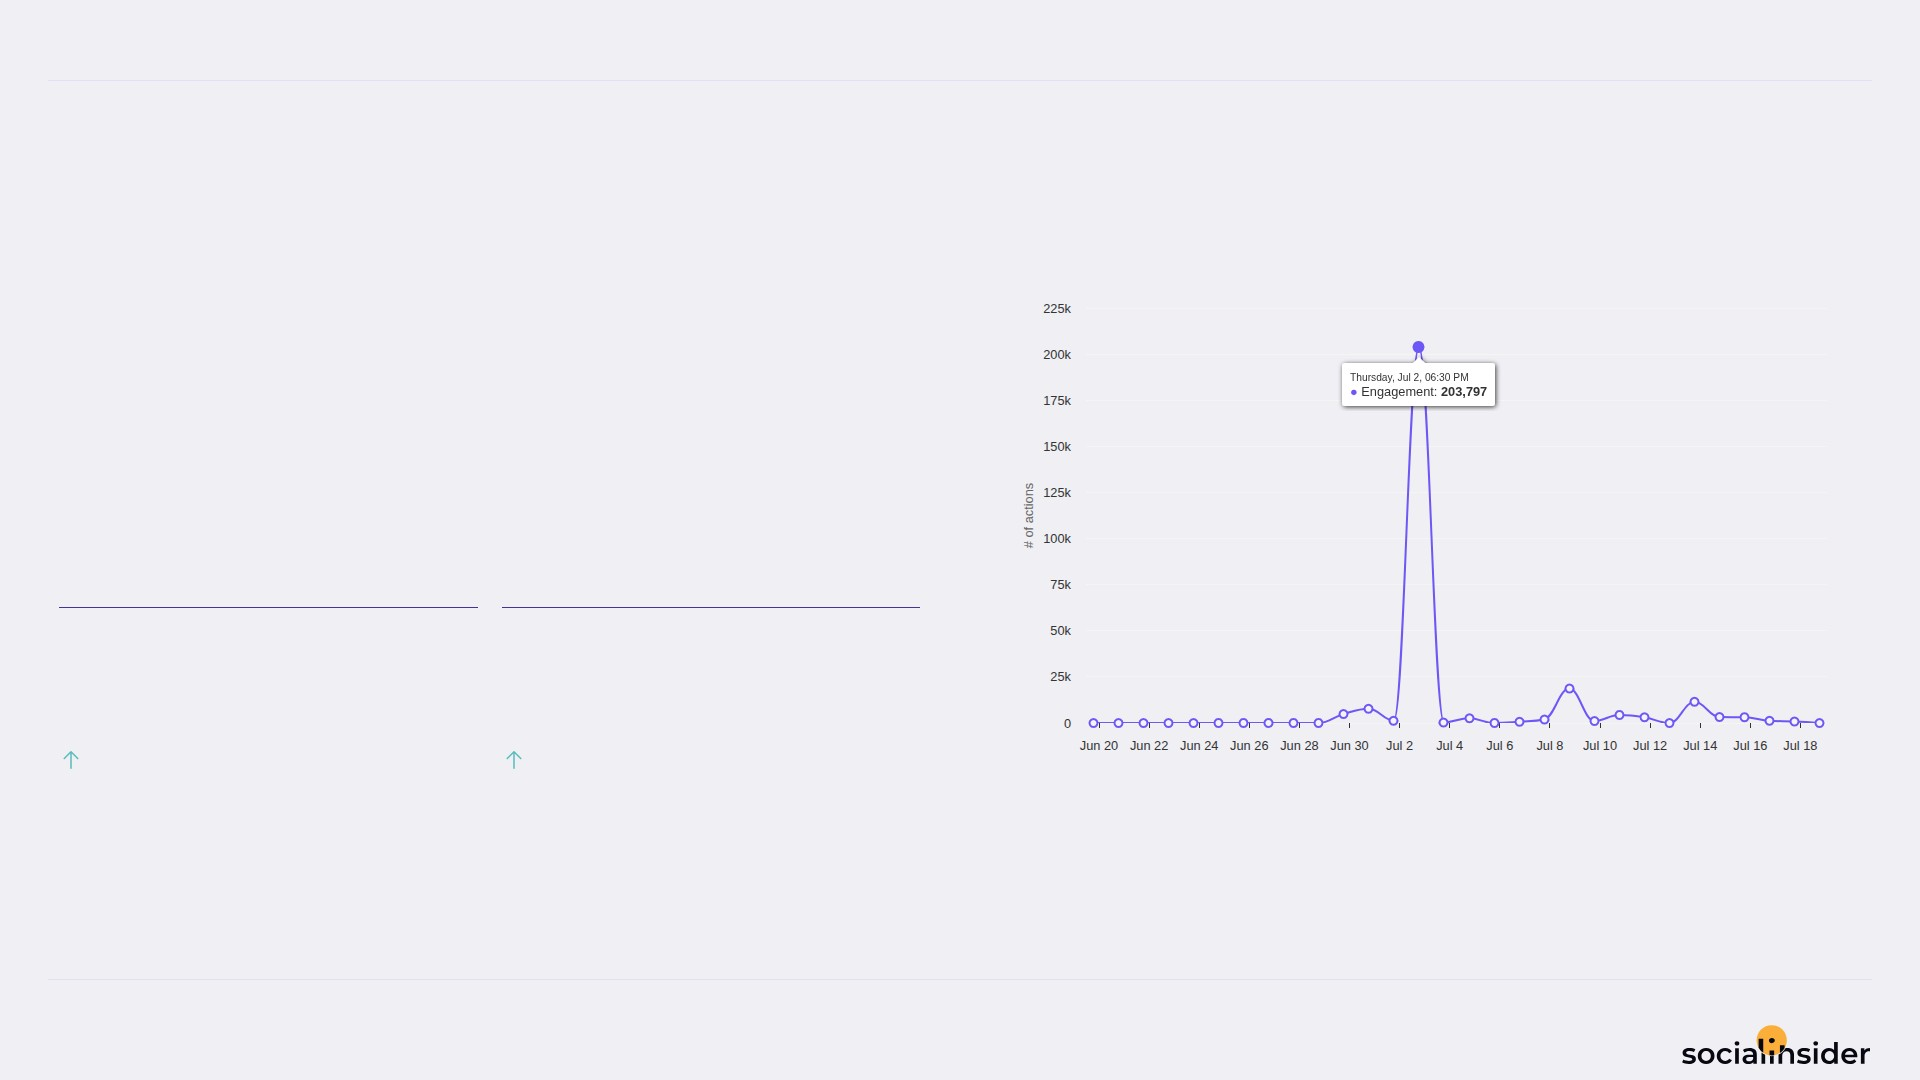 225k
200k
175k
150k
125k
100k
75k
50k
25k
0
# of actions
Thursday, Jul 2, 06:30 PM
● Engagement: 203,797
Jun 20 Jun 22 Jun 24 Jun 26 Jun 28 Jun 30 Jul 2 Jul 4 Jul 6 Jul 8 Jul 10 Jul 12 Jul 14 Jul 16 Jul 18
socialinsider